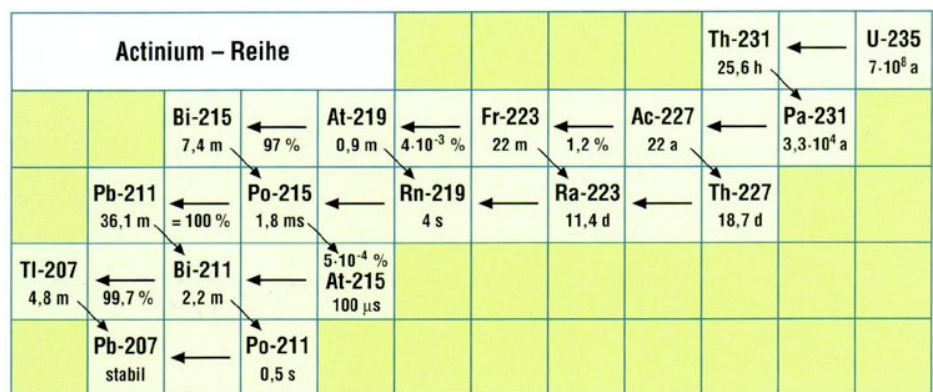 Actinium – Reihe
Th-231 U-235
25,6 h 7·10⁸ a
Bi-215 At-219 Fr-223 Ac-227 Pa-231
7,4 m 97 % 0,9 m 4·10⁻³ % 22 m 1,2 % 22 a 3,3·10⁴ a
Pb-211 Po-215 Rn-219 Ra-223 Th-227
36,1 m = 100 % 1,8 ms 4 s 11,4 d 18,7 d
5·10⁻⁴ %
Tl-207 Bi-211 At-215
4,8 m 99,7 % 2,2 m 100 µs
Pb-207 Po-211
stabil 0,5 s